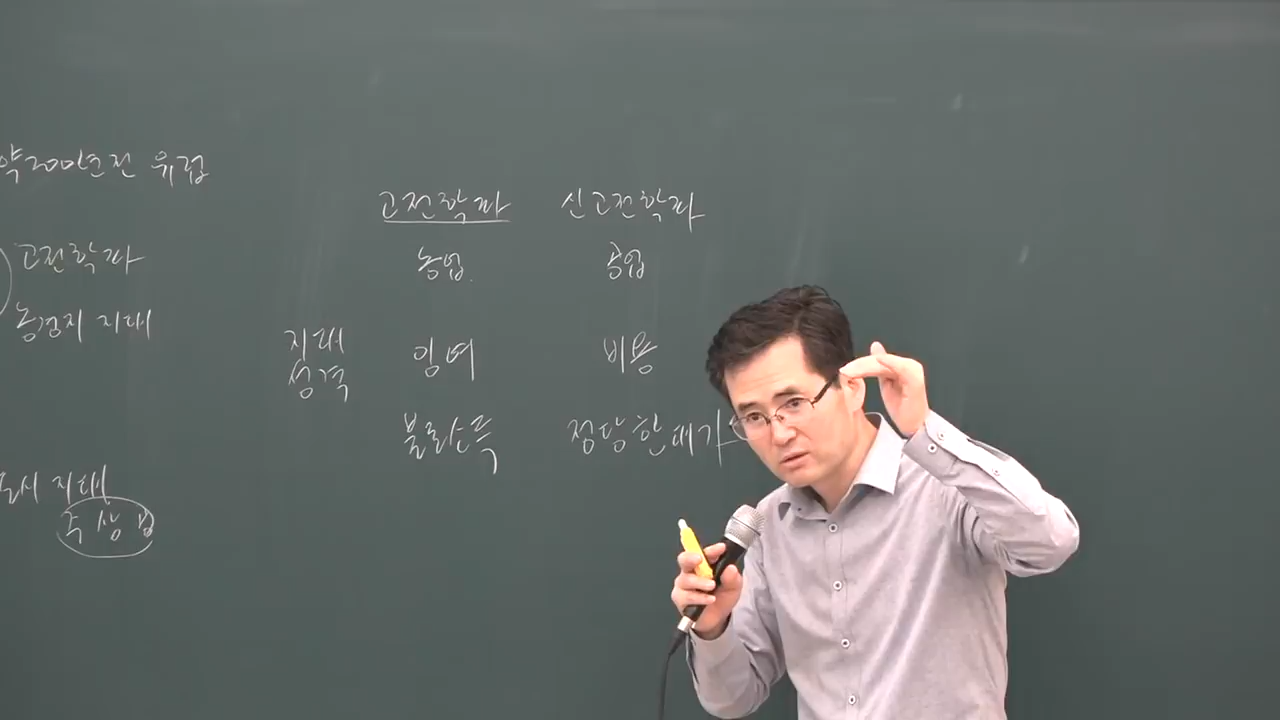 약 200년전 유럽
고전학파
농경지 지대
도시 지대
주 상 업
고전학파 신고전학파
농업 공업
지대 성격 잉여 비용
불로소득 정당한 대가